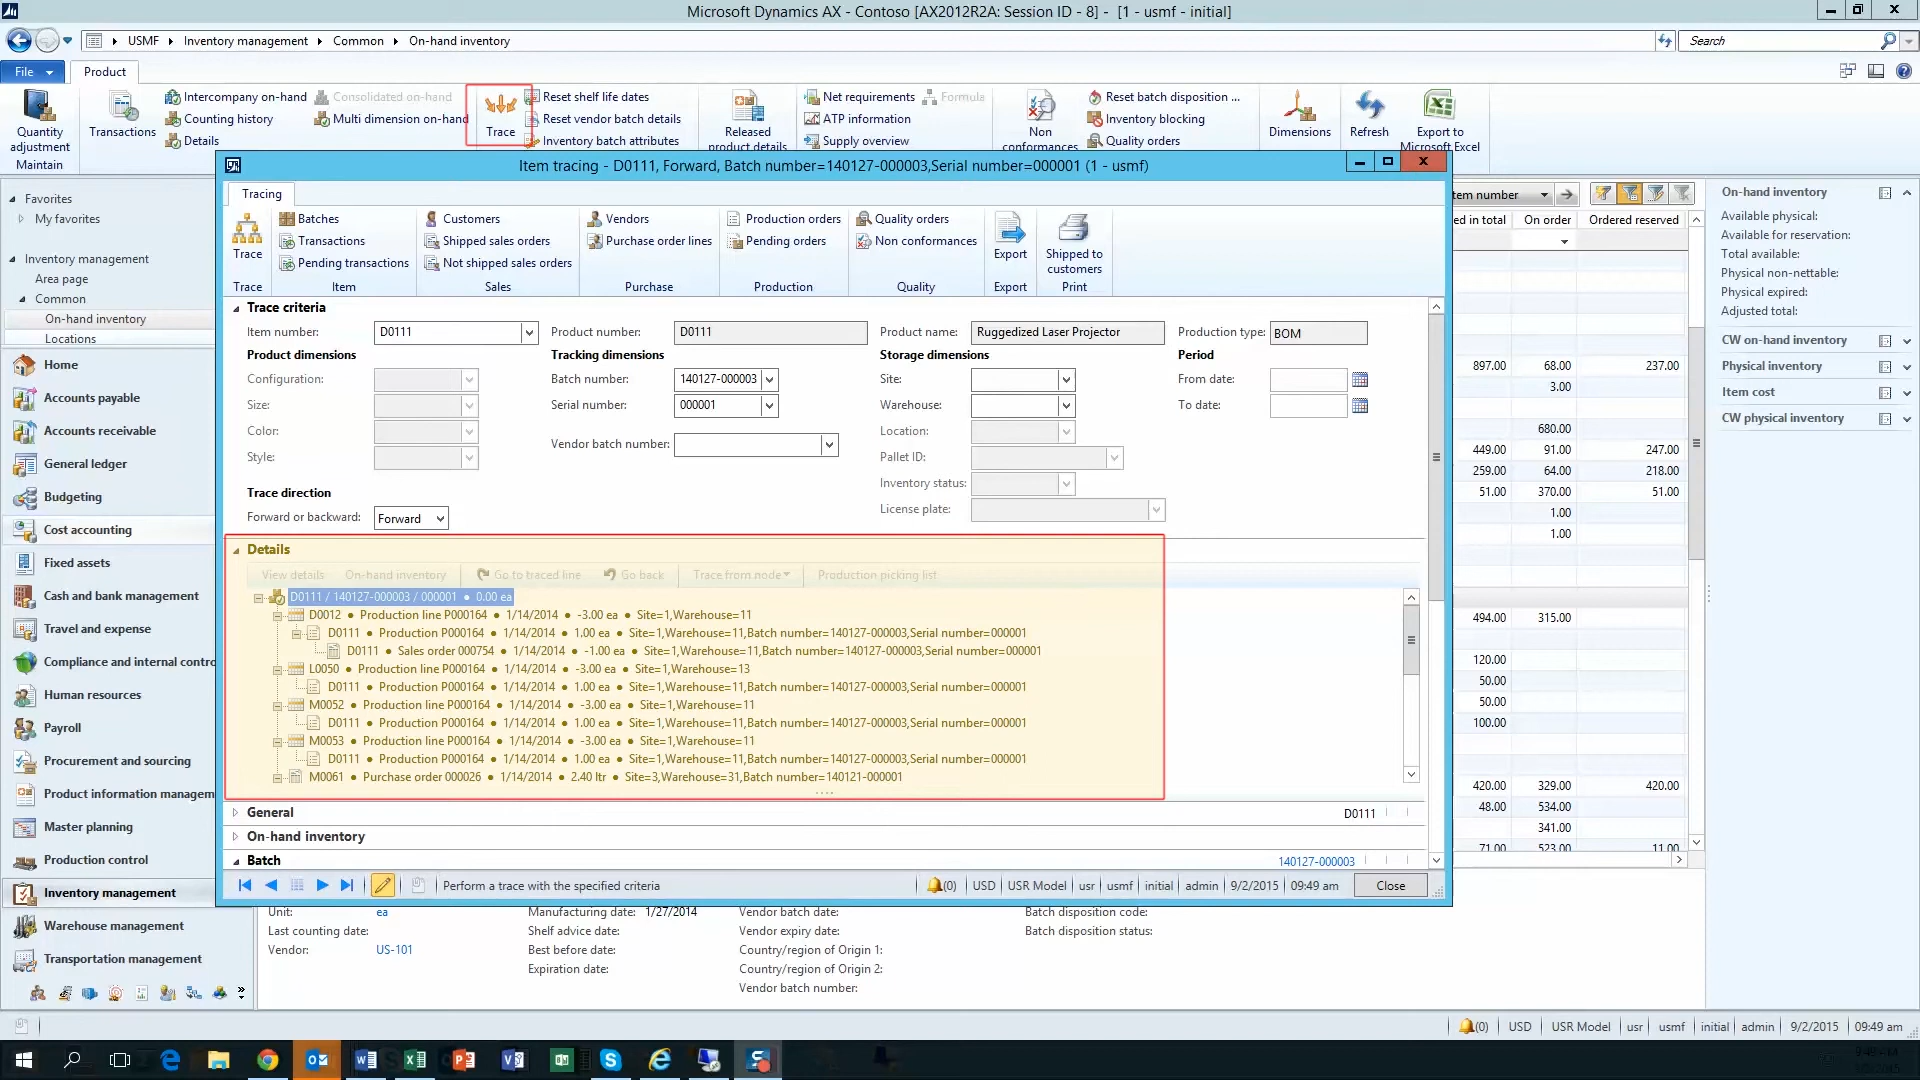 Microsoft Dynamics AX - Contoso [AX2012R2A: Session ID - 8] - [1 - usmf - initial]
USMF Inventory management Common On-hand inventory
Search
File
Product
Quantity adjustment
Maintain
Transactions
Intercompany on-hand
Counting history
Details
Consolidated on-hand
Multi dimension on-hand
Trace
Reset shelf life dates
Reset vendor batch details
Inventory batch attributes
Released product details
Net requirements
ATP information
Supply overview
Formula
Non conformances
Reset batch disposition ...
Inventory blocking
Quality orders
Dimensions
Refresh
Export to Microsoft Excel
Favorites
My favorites
Inventory management
Area page
Common
On-hand inventory
Locations
Home
Accounts payable
Accounts receivable
General ledger
Budgeting
Cost accounting
Fixed assets
Cash and bank management
Travel and expense
Compliance and internal contro
Human resources
Payroll
Procurement and sourcing
Product information managem
Master planning
Production control
Inventory management
Warehouse management
Transportation management
Item tracing - D0111, Forward, Batch number=140127-000003,Serial number=000001 (1 - usmf)
Tracing
Trace
Trace
Batches
Transactions
Pending transactions
Item
Customers
Shipped sales orders
Not shipped sales orders
Sales
Vendors
Purchase order lines
Purchase
Production orders
Pending orders
Production
Quality orders
Non conformances
Quality
Export
Export
Shipped to customers
Print
Trace criteria
Item number: D0111 Product number: D0111 Product name: Ruggedized Laser Projector Production type: BOM
Product dimensions Tracking dimensions Storage dimensions Period
Configuration: Batch number: 140127-000003 Site: From date:
Size: Serial number: 000001 Warehouse: To date:
Color: Location:
Vendor batch number:
Style: Pallet ID:
Inventory status:
Trace direction
License plate:
Forward or backward: Forward
Details
View details On-hand inventory Go to traced line Go back Trace from node Production picking list
D0111 / 140127-000003 / 000001 • 0.00 ea
D0012 • Production line P000164 • 1/14/2014 • -3.00 ea • Site=1,Warehouse=11
D0111 • Production P000164 • 1/14/2014 • 1.00 ea • Site=1,Warehouse=11,Batch number=140127-000003,Serial number=000001
D0111 • Sales order 000754 • 1/14/2014 • -1.00 ea • Site=1,Warehouse=11,Batch number=140127-000003,Serial number=000001
L0050 • Production line P000164 • 1/14/2014 • -3.00 ea • Site=1,Warehouse=13
D0111 • Production P000164 • 1/14/2014 • 1.00 ea • Site=1,Warehouse=11,Batch number=140127-000003,Serial number=000001
M0052 • Production line P000164 • 1/14/2014 • -3.00 ea • Site=1,Warehouse=11
D0111 • Production P000164 • 1/14/2014 • 1.00 ea • Site=1,Warehouse=11,Batch number=140127-000003,Serial number=000001
M0053 • Production line P000164 • 1/14/2014 • -3.00 ea • Site=1,Warehouse=11
D0111 • Production P000164 • 1/14/2014 • 1.00 ea • Site=1,Warehouse=11,Batch number=140127-000003,Serial number=000001
M0061 • Purchase order 000026 • 1/14/2014 • 2.40 ltr • Site=3,Warehouse=31,Batch number=140121-000001
General D0111
On-hand inventory
Batch 140127-000003
Perform a trace with the specified criteria (0) USD USR Model usr usmf initial admin 9/2/2015 09:49 am Close
Unit: ea Manufacturing date: 1/27/2014 Vendor batch date: Batch disposition code:
Last counting date: Shelf advice date: Vendor expiry date: Batch disposition status:
Vendor: US-101 Best before date: Country/region of Origin 1:
Expiration date: Country/region of Origin 2:
Vendor batch number:
tem number
ed in total On order Ordered reserved
897.00 68.00 237.00
3.00
680.00
449.00 91.00 247.00
259.00 64.00 218.00
51.00 370.00 51.00
1.00
1.00
494.00 315.00
120.00
50.00
50.00
100.00
420.00 329.00 420.00
48.00 534.00
341.00
71.00 523.00 11.00
On-hand inventory
Available physical:
Available for reservation:
Total available:
Physical non-nettable:
Physical expired:
Adjusted total:
CW on-hand inventory
Physical inventory
Item cost
CW physical inventory
(0) USD USR Model usr usmf initial admin 9/2/2015 09:49 am